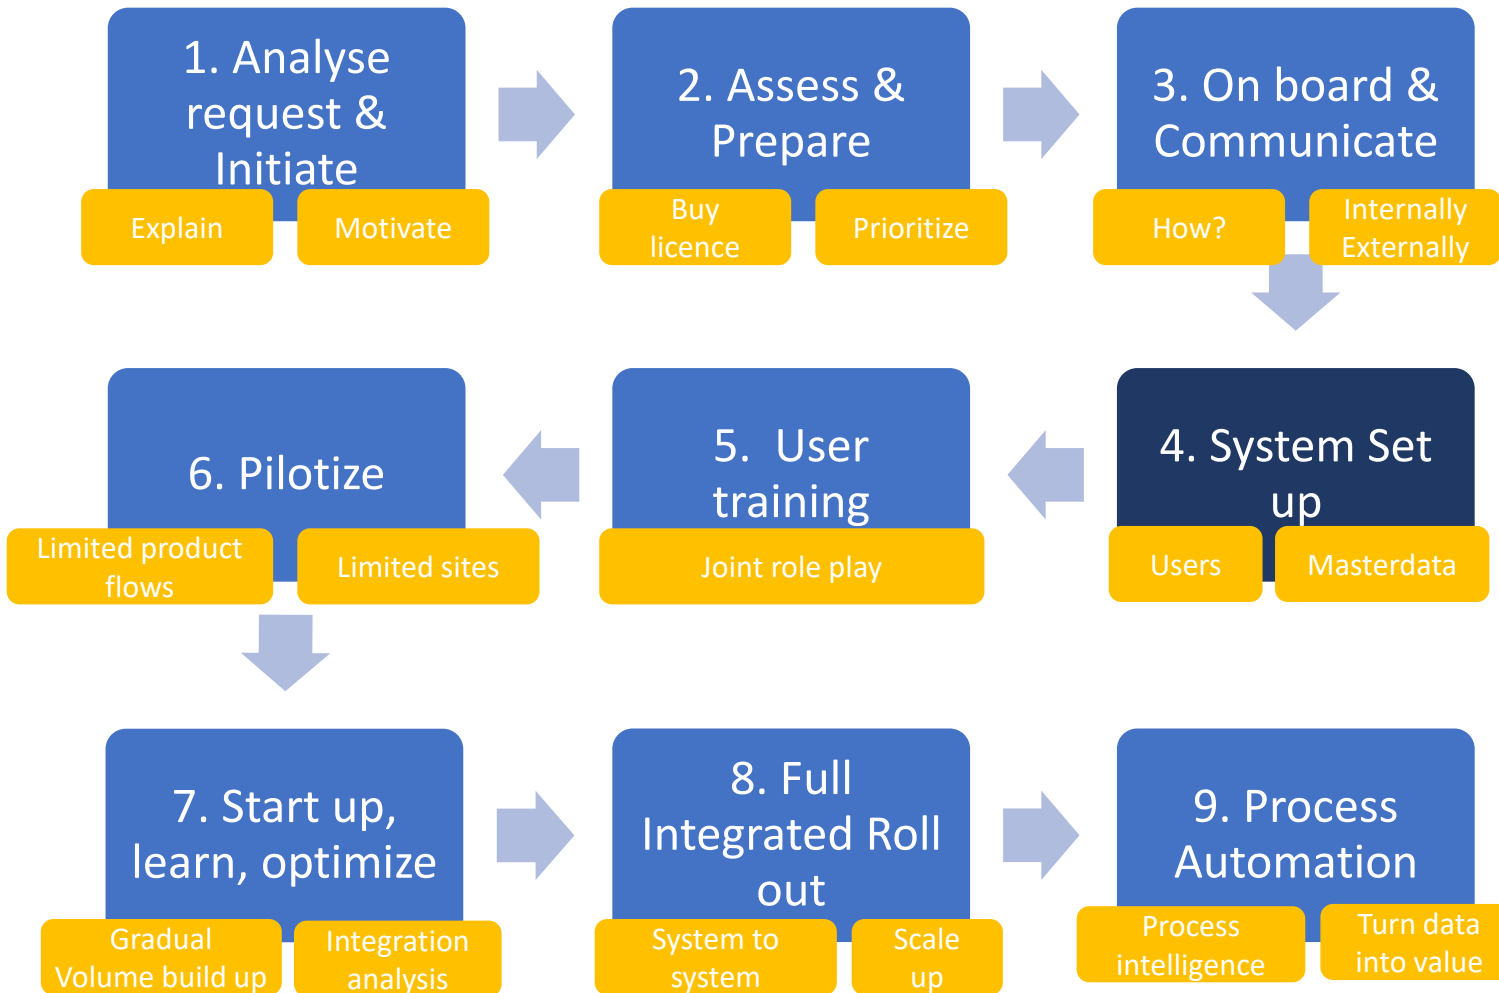 1. Analyse
request &
Initiate
Explain
Motivate
2. Assess &
Prepare
Buy
licence
Prioritize
3. On board &
Communicate
How?
Internally
Externally
4. System Set
up
Users
Masterdata
5.  User
training
Joint role play
6. Pilotize
Limited product
flows
Limited sites
7. Start up,
learn, optimize
Gradual
Volume build up
Integration
analysis
8. Full
Integrated Roll
out
System to
system
Scale
up
9. Process
Automation
Process
intelligence
Turn data
into value